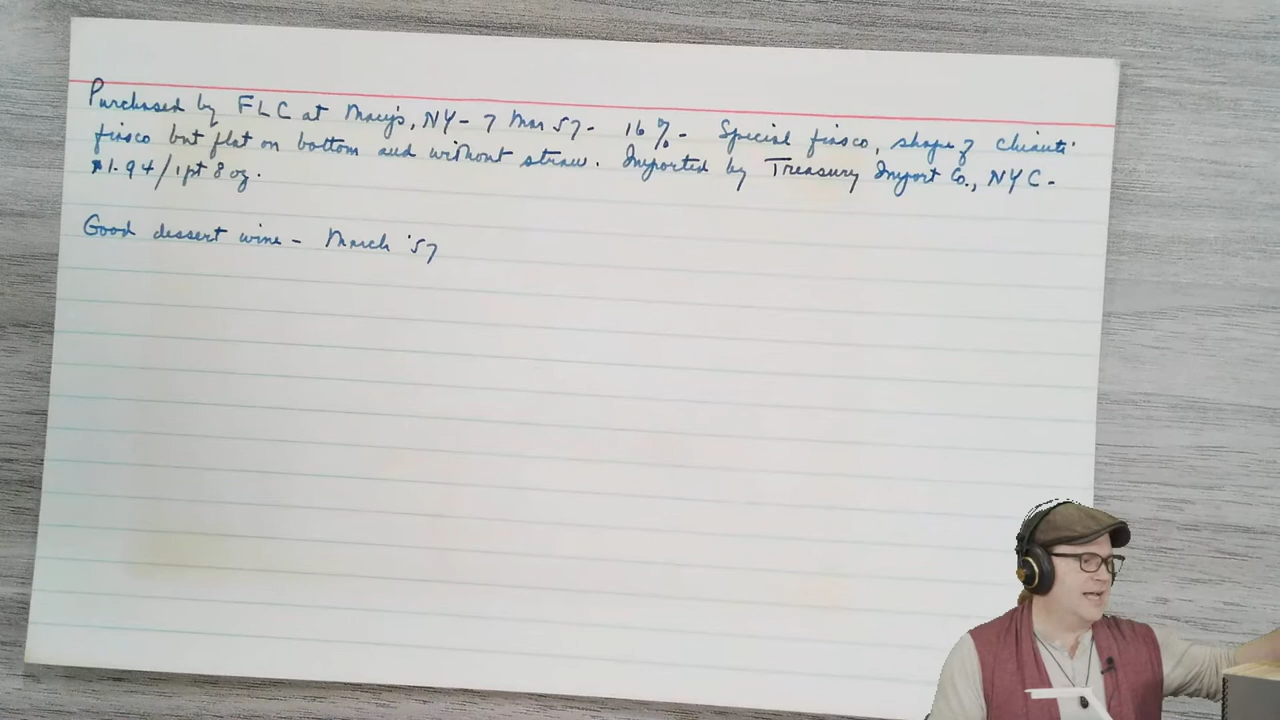 Purchased by FLC at Macy's, NY - 7 Mar 57 - 16% - Special fiasco, shape of Chianti
fiasco but flat on bottom and without straw. Imported by Treasury Import Co., NYC -
$1.94/1pt 8 oz.
Good dessert wine - March '57